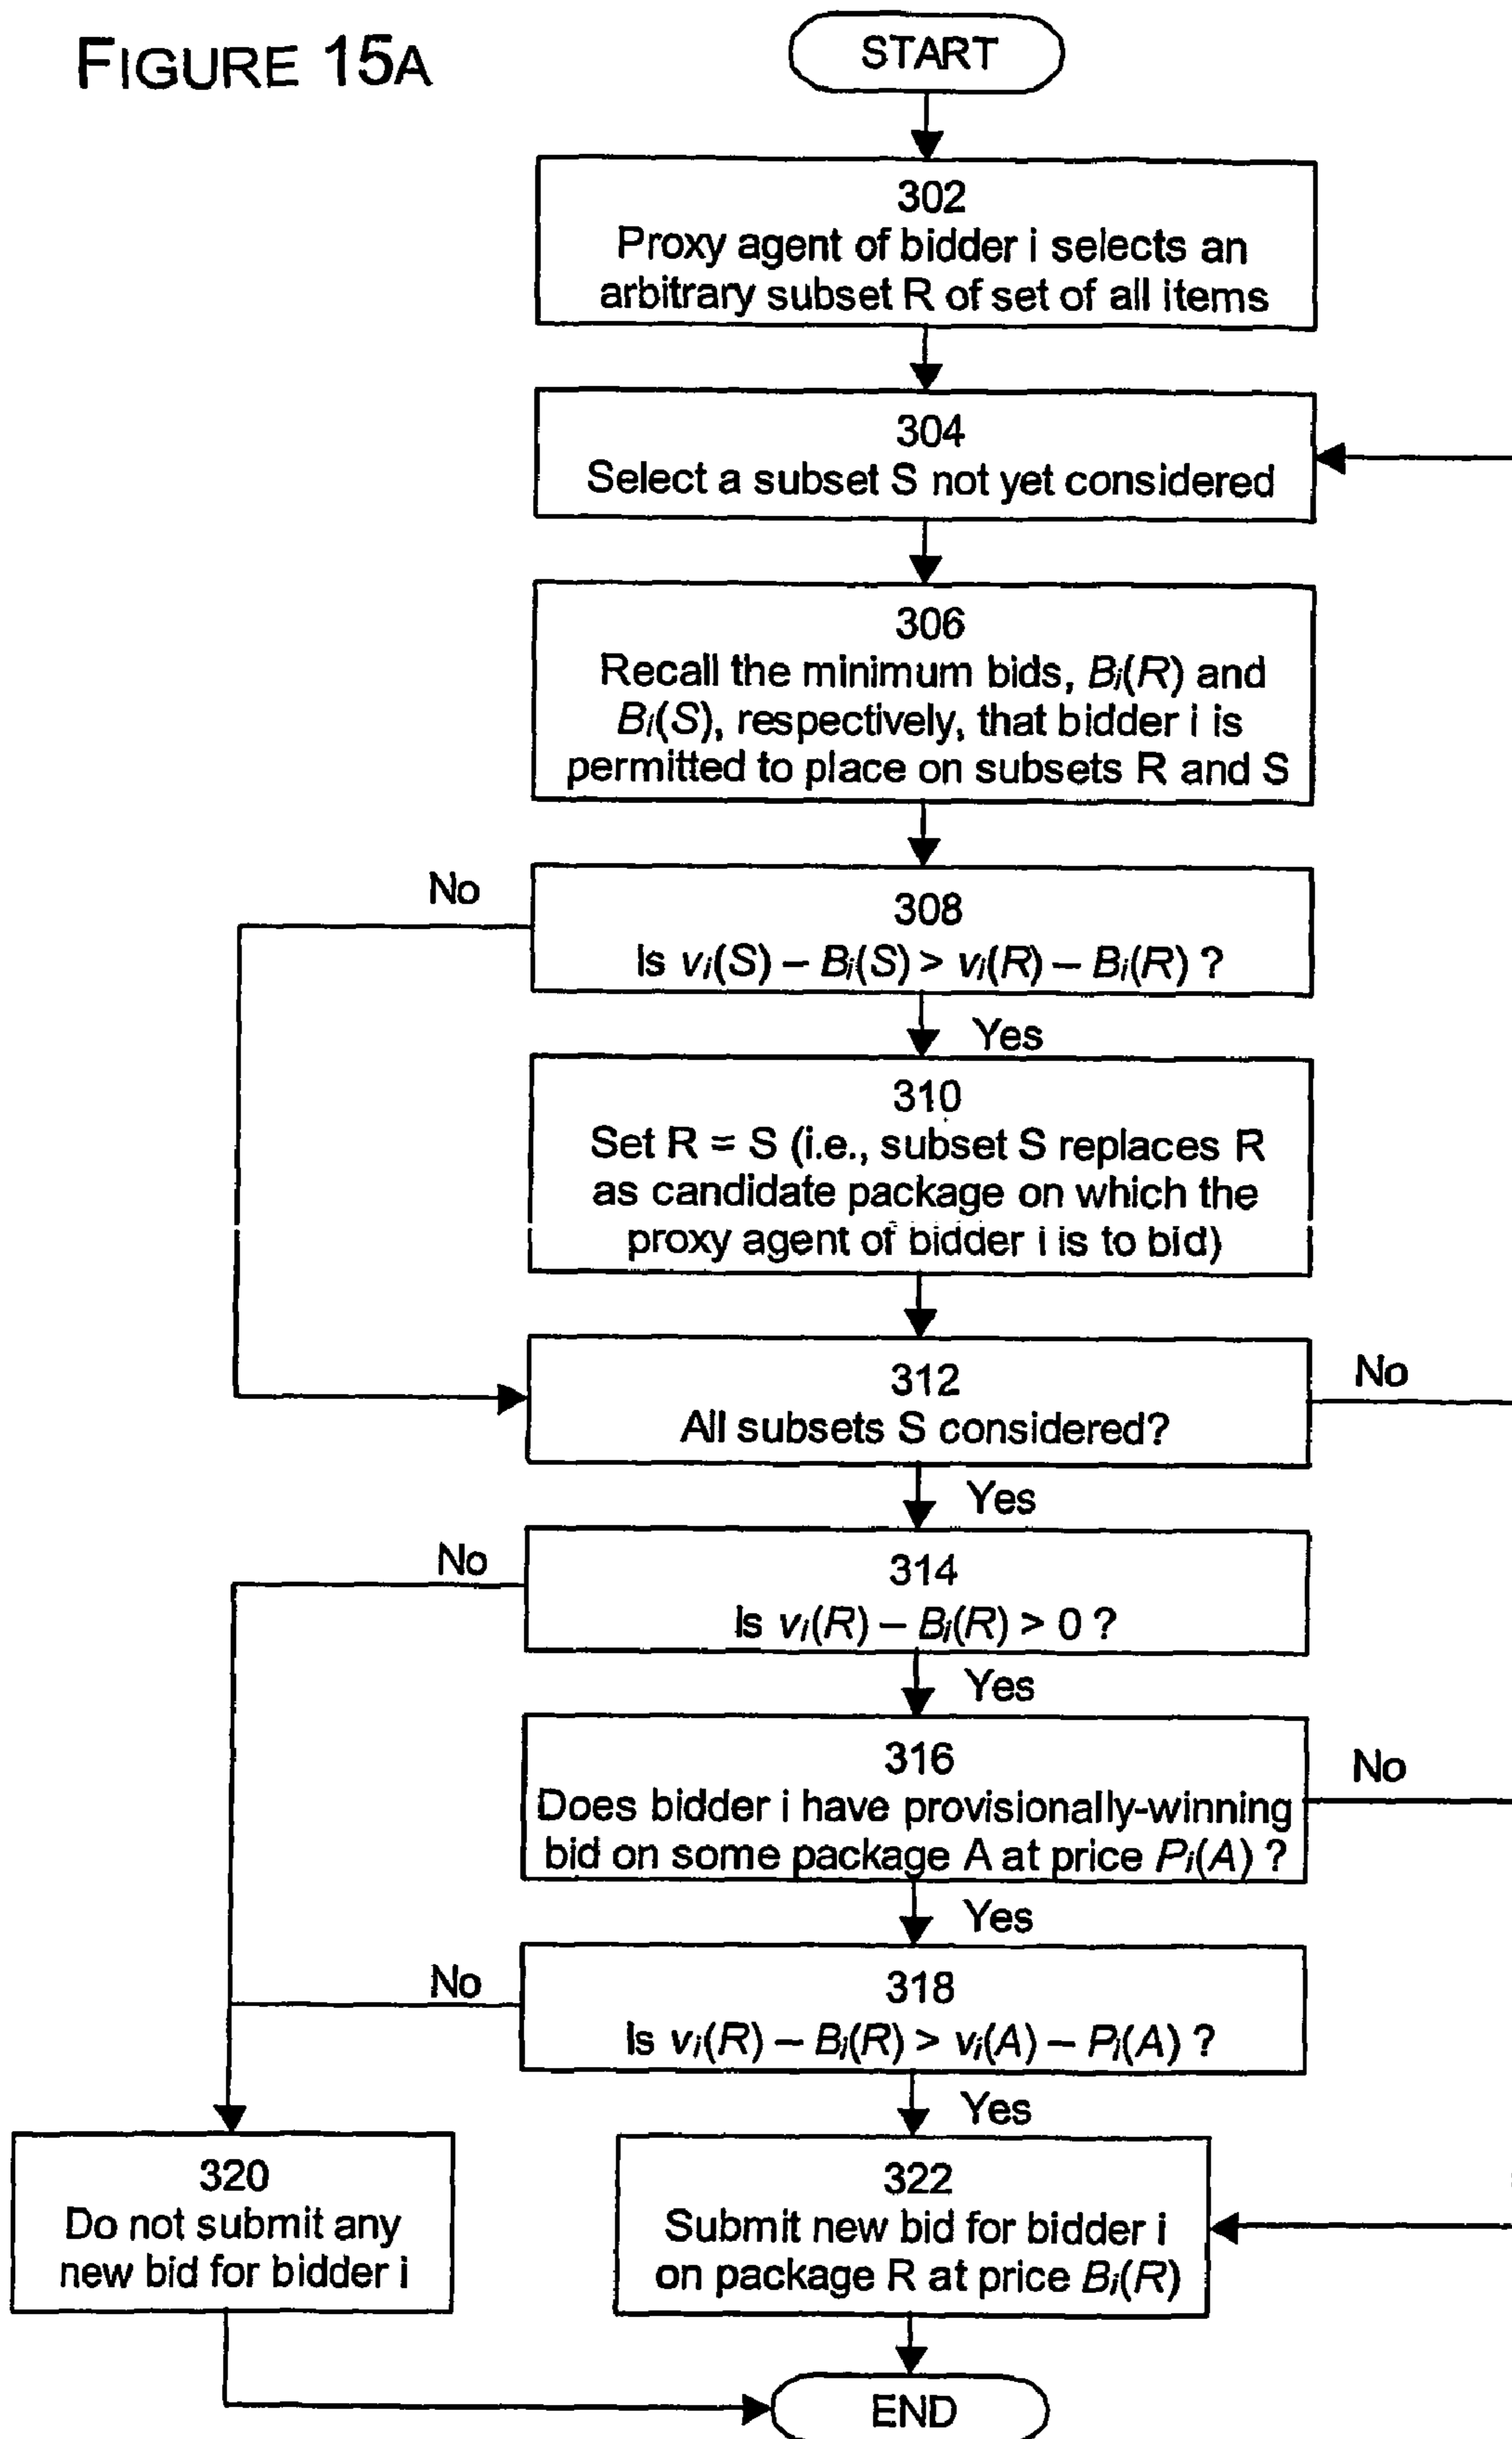 FIGURE 15A
START
302
Proxy agent of bidder i selects an
arbitrary subset R of set of all items
304
Select a subset S not yet considered
306
Recall the minimum bids, Bi(R) and
Bi(S), respectively, that bidder i is
permitted to place on subsets R and S
No
308
Is vi(S) – Bi(S) > vi(R) – Bi(R) ?
Yes
310
Set R = S (i.e., subset S replaces R
as candidate package on which the
proxy agent of bidder i is to bid)
312
All subsets S considered?
No
Yes
No
314
Is vi(R) – Bi(R) > 0 ?
Yes
316
Does bidder i have provisionally-winning
bid on some package A at price Pi(A) ?
No
Yes
No
318
Is vi(R) – Bi(R) > vi(A) – Pi(A) ?
Yes
320
Do not submit any
new bid for bidder i
322
Submit new bid for bidder i
on package R at price Bi(R)
END